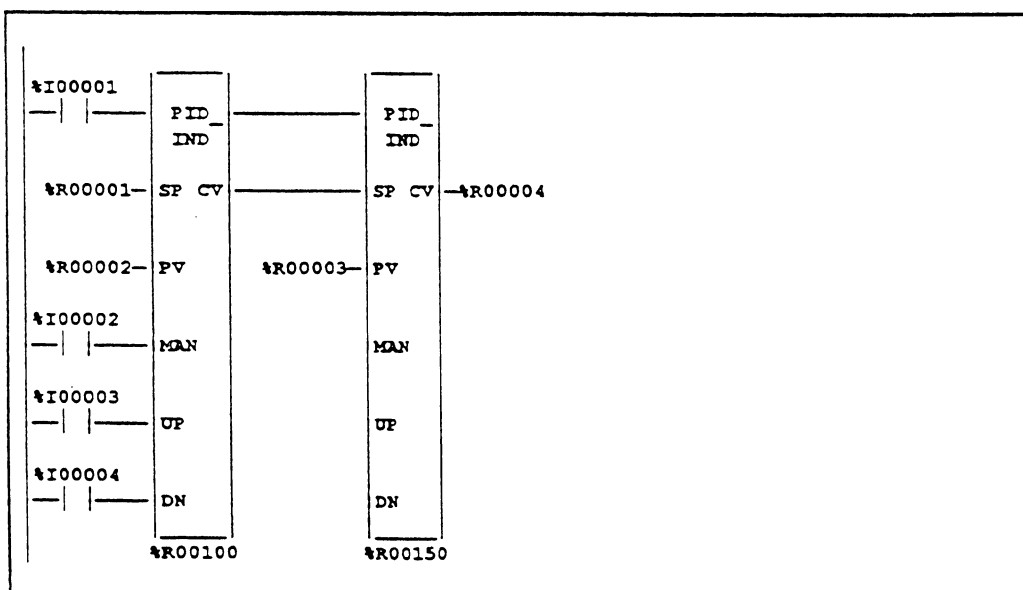 %I00001
PID_ PID_
IND IND
%R00001 SP CV SP CV %R00004
%R00002 PV %R00003 PV
%I00002
MAN MAN
%I00003
UP UP
%I00004
DN DN
%R00100 %R00150